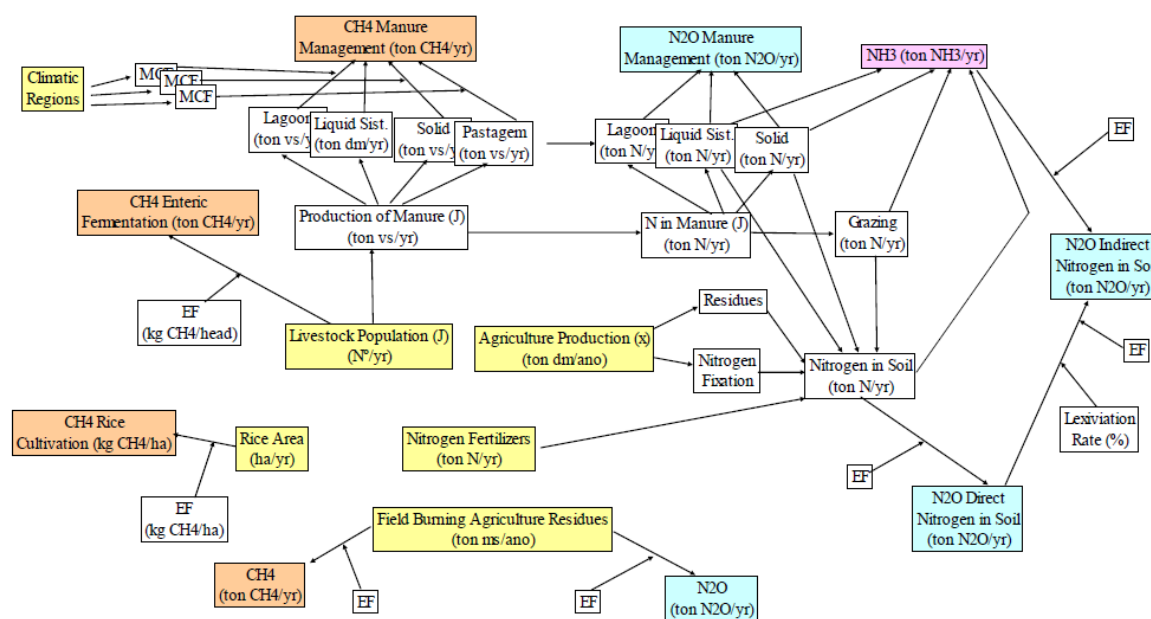 CH4 Manure
Management (ton CH4/yr)
N2O Manure
Management (ton N2O/yr)
NH3 (ton NH3/yr)
Climatic
Regions
MCF
MCF
MCF
EF
Lagoon
(ton vs/yr)
Liquid Sist.
(ton dm/yr)
Solid
(ton vs/y
Pastagem
(ton vs/yr)
Lagoon
(ton N/y
Liquid Sist.
(ton N/yr)
Solid
(ton N/yr)
CH4 Enteric
Fermentation (ton CH4/yr)
Production of Manure (J)
(ton vs/yr)
N in Manure (J)
(ton N/yr)
Grazing
(ton N/yr)
N2O Indirect
Nitrogen in So
(ton N2O/yr)
EF
(kg CH4/head)
Livestock Population (J)
(Nº/yr)
Agriculture Production (x)
(ton dm/ano)
Residues
Nitrogen
Fixation
Nitrogen in Soil
(ton N/yr)
EF
CH4 Rice
Cultivation (kg CH4/ha)
Rice Area
(ha/yr)
Nitrogen Fertilizers
(ton N/yr)
Lexiviation
Rate (%)
EF
EF
(kg CH4/ha)
Field Burning Agriculture Residues
(ton ms/ano)
N2O Direct
Nitrogen in Soil
(ton N2O/yr)
CH4
(ton CH4/yr)
EF
EF
N2O
(ton N2O/yr)